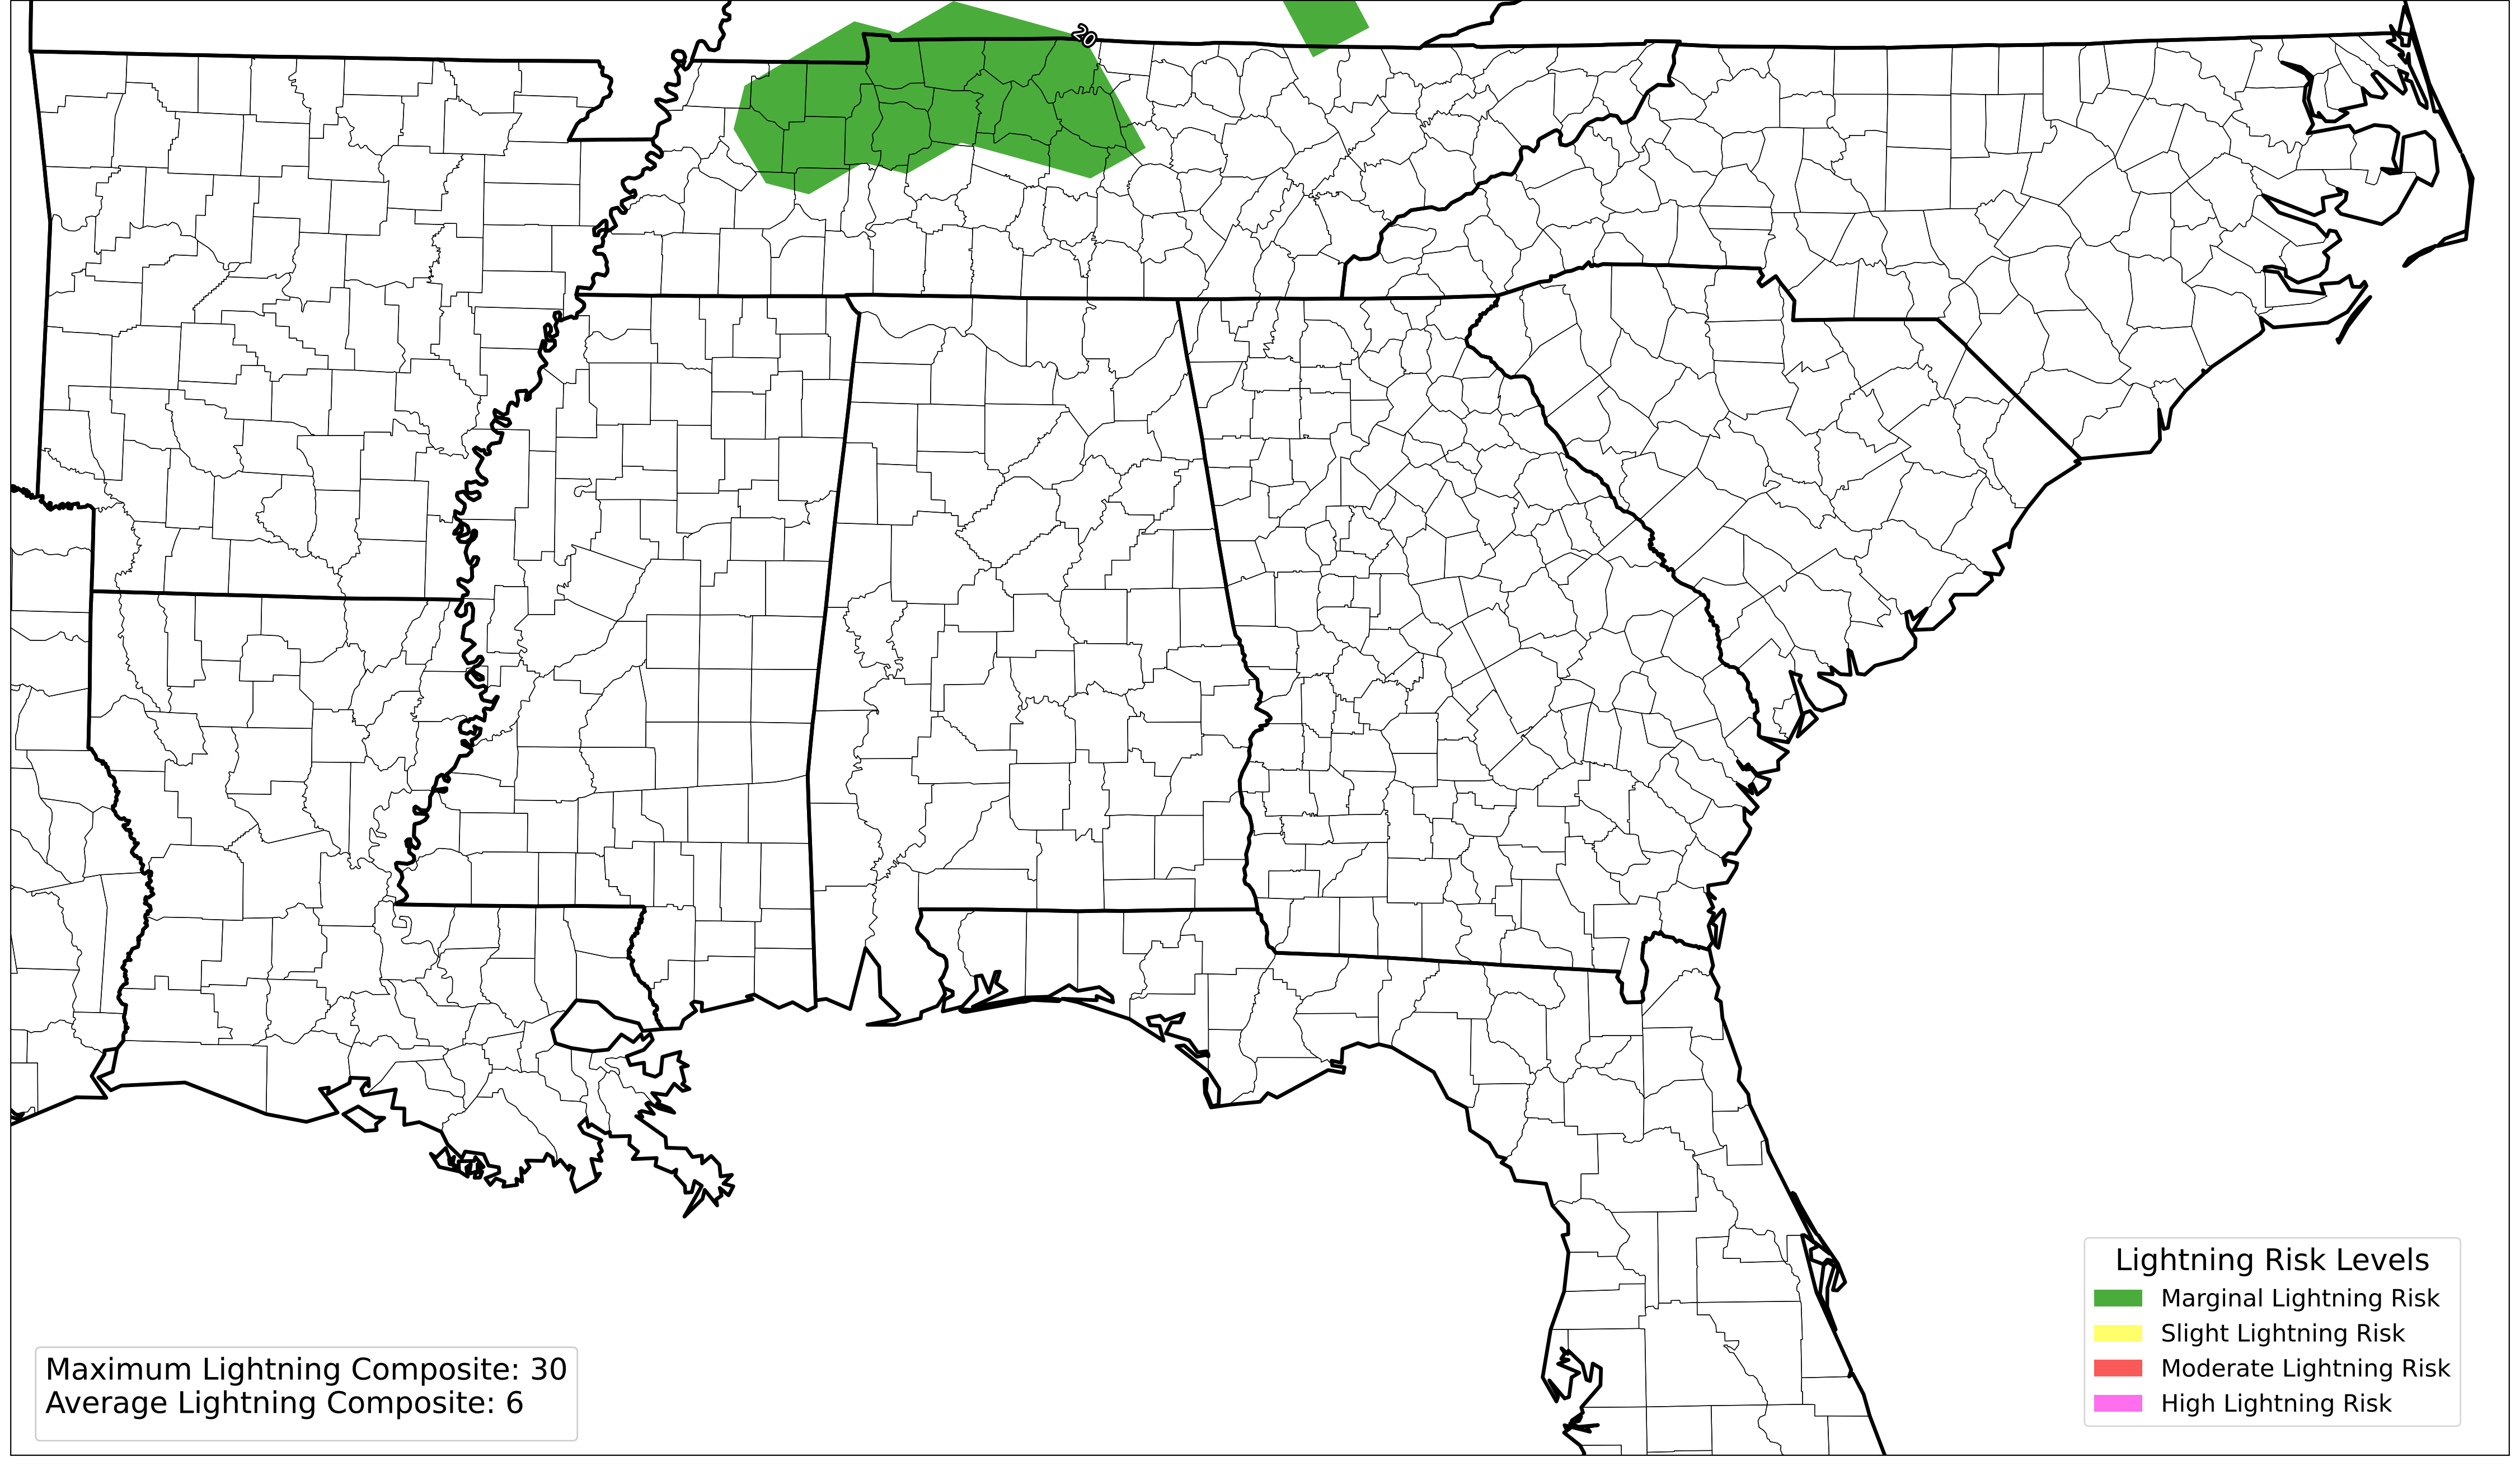 20
Lightning Risk Levels
Marginal Lightning Risk
Slight Lightning Risk
Moderate Lightning Risk
High Lightning Risk
Maximum Lightning Composite: 30
Average Lightning Composite: 6